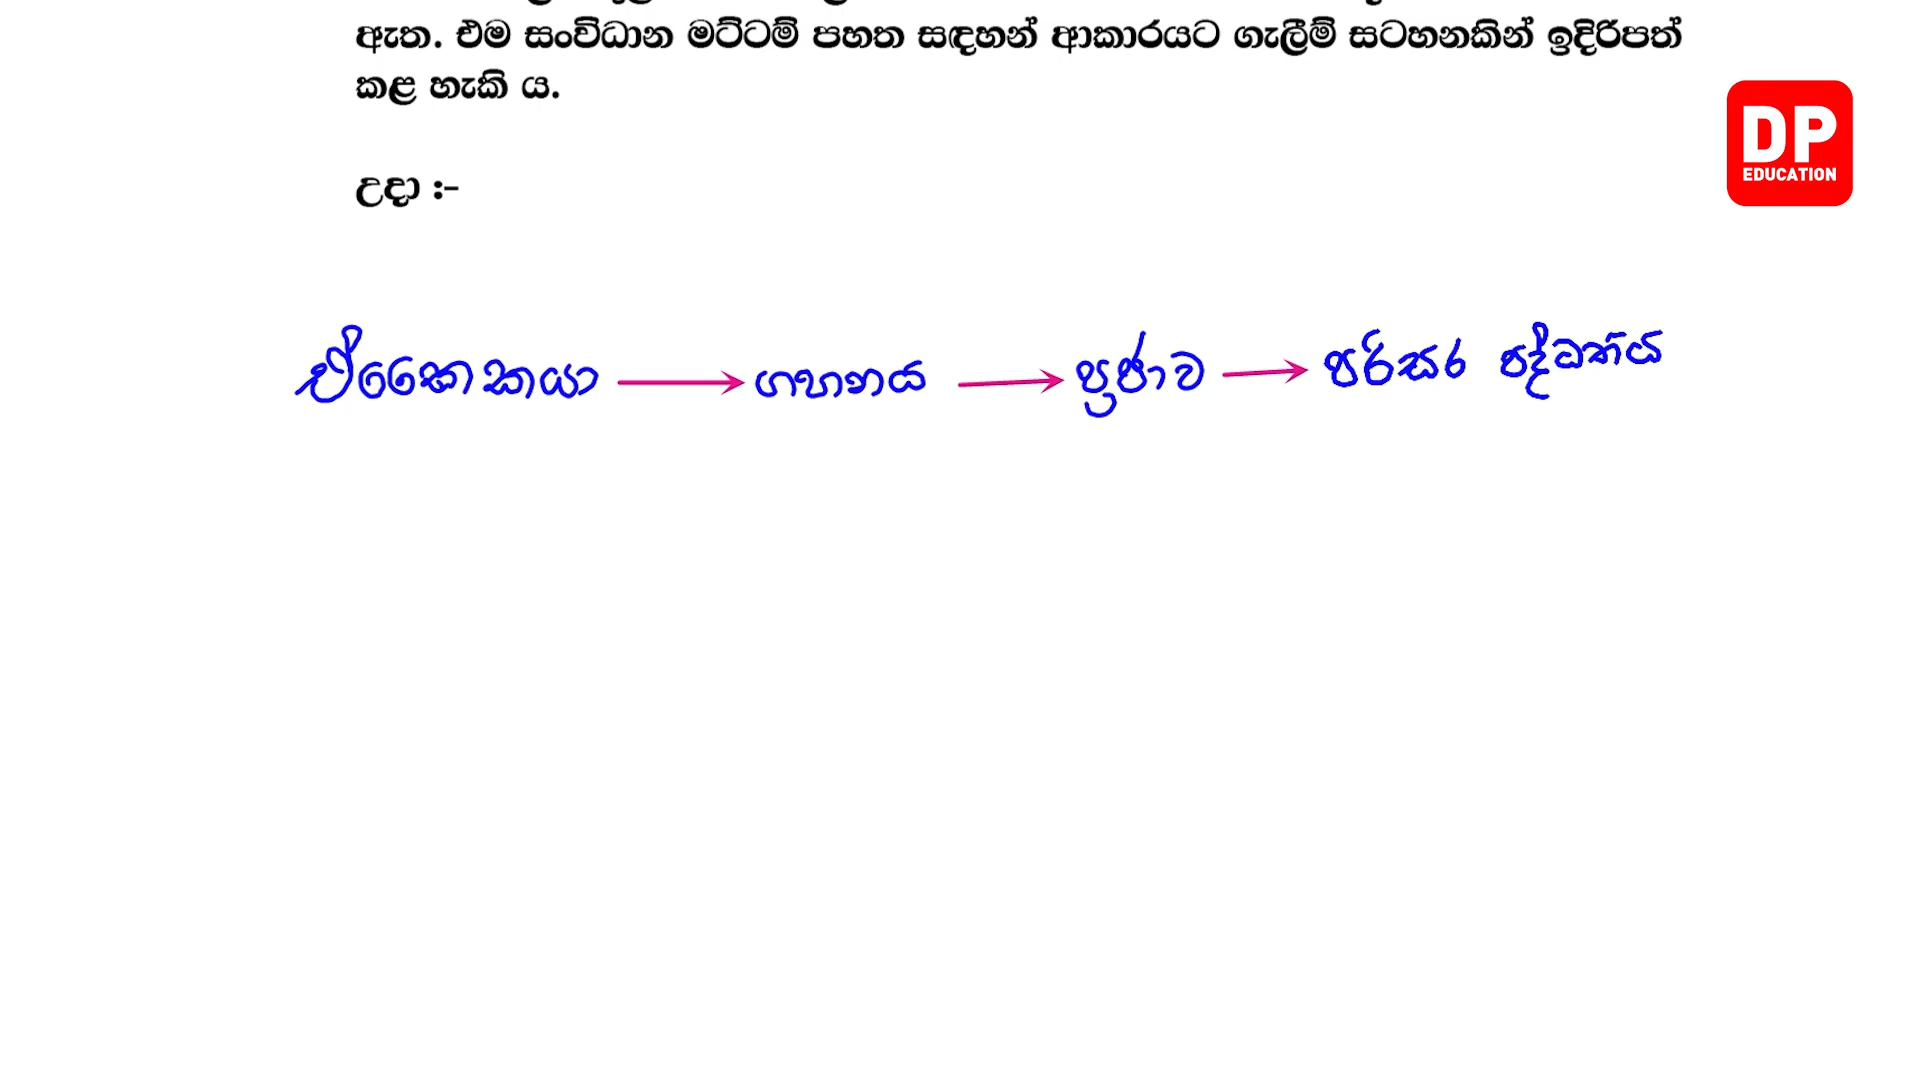 ඇත. එම සංවිධාන මට්ටම් පහත සඳහන් ආකාරයට ගැලීම් සටහනකින් ඉදිරිපත්
කළ හැකි ය.
DP
EDUCATION
උදා :-
ඒකෛකයා → ගහනය → ප්‍රජාව → පරිසර පද්ධතිය